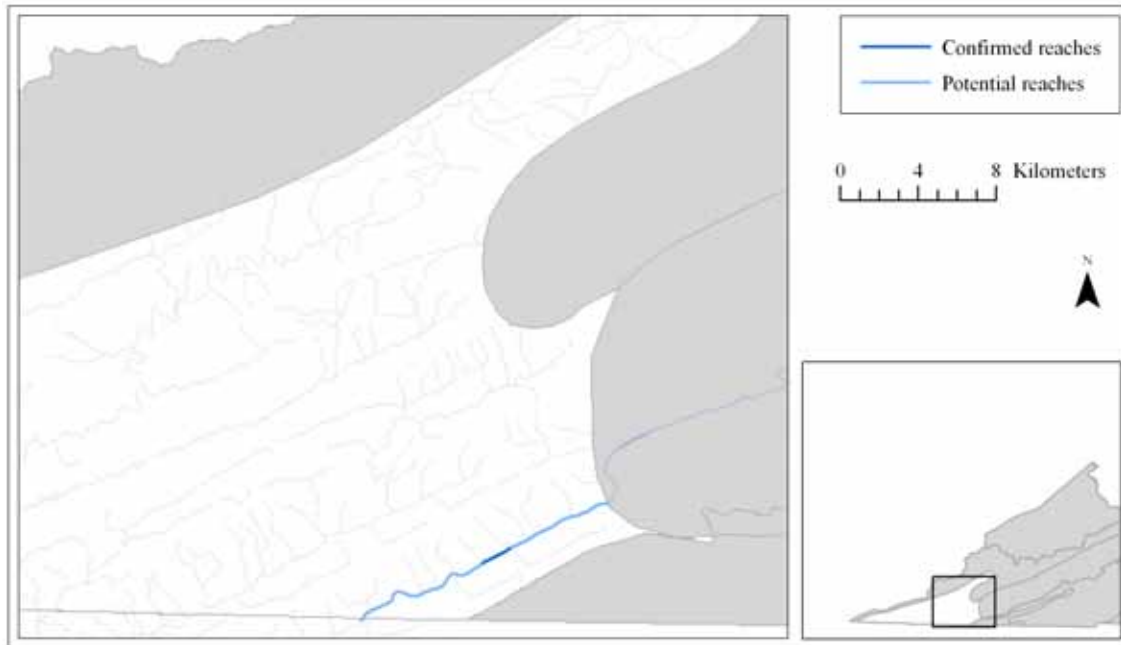 Confirmed reaches
Potential reaches
0 4 8 Kilometers
N